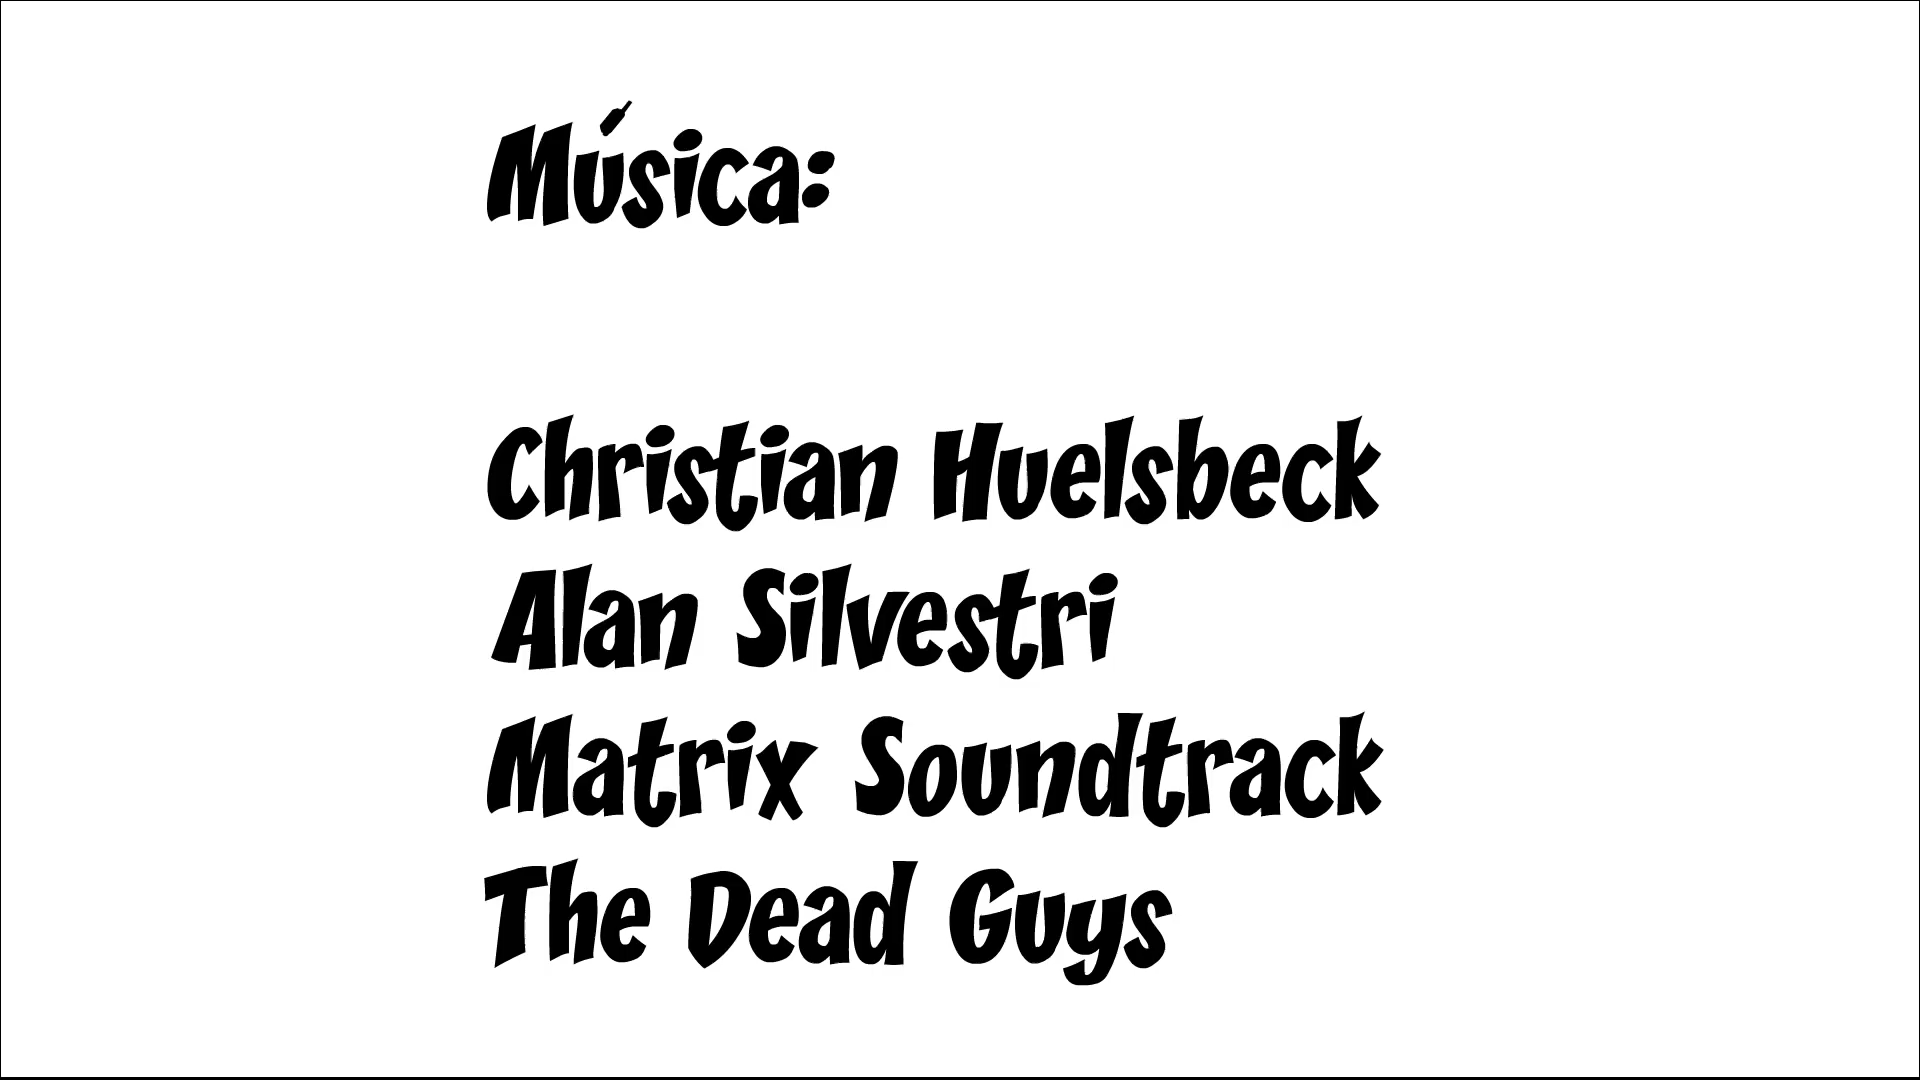 Música:
Christian Huelsbeck
Alan Silvestri
Matrix Soundtrack
The Dead Guys